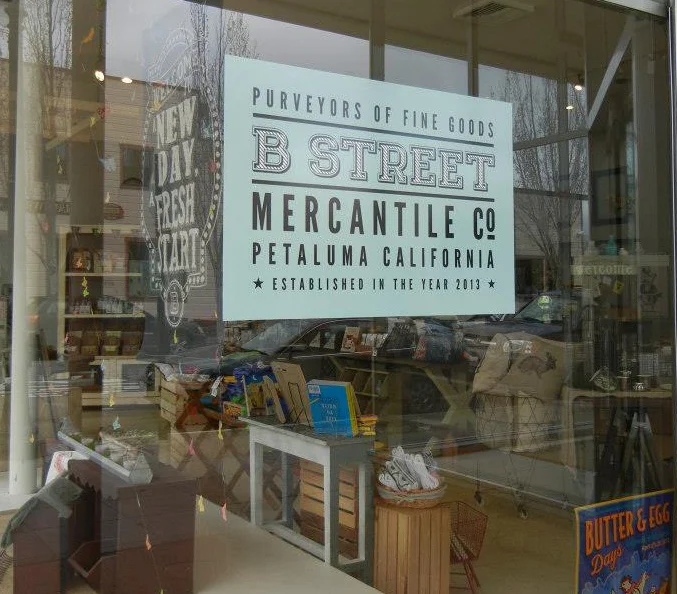 PURVEYORS OF FINE GOODS
B STREET
MERCANTILE CO
PETALUMA CALIFORNIA
★ ESTABLISHED IN THE YEAR 2013 ★
NEW
DAY,
FRESH
START
B
WELCOME
BUTTER & EGG
Days